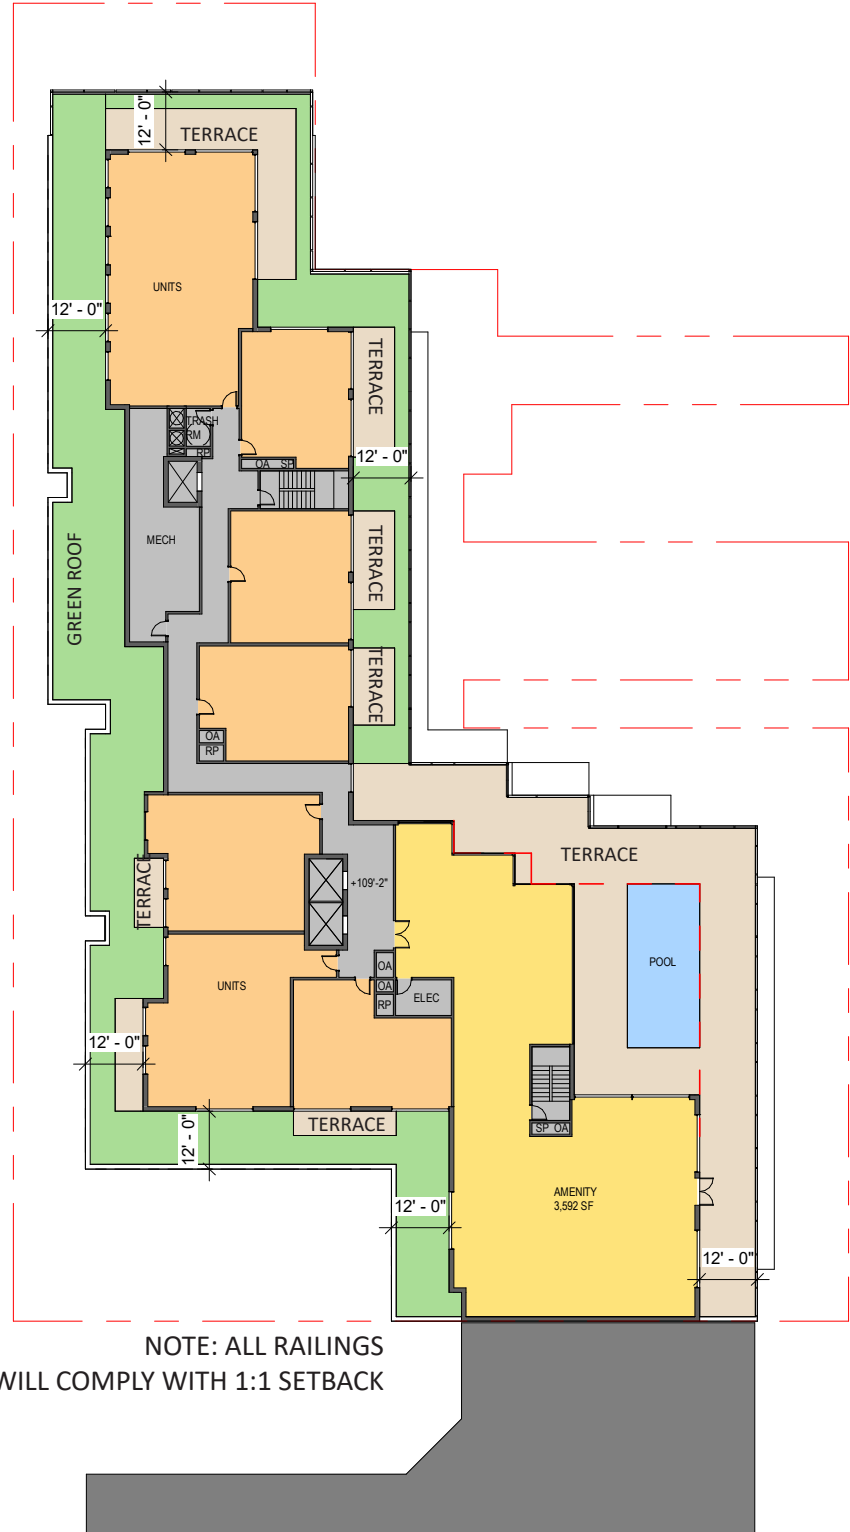 12' - 0"
TERRACE
UNITS
12' - 0"
TERRACE
TRASH
RM
RP
OA SP
12' - 0"
MECH
TERRACE
GREEN ROOF
TERRACE
OA
RP
TERRACE
+109'-2"
TERRACE
POOL
OA
UNITS
OA
RP
ELEC
12' - 0"
TERRACE
12' - 0"
SP OA
AMENITY
3,592 SF
12' - 0"
12' - 0"
NOTE: ALL RAILINGS
WILL COMPLY WITH 1:1 SETBACK